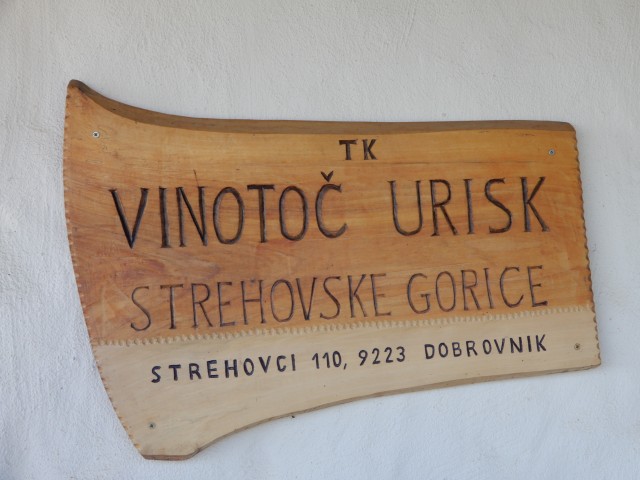 TK
VINOTOČ URISK
STREHOVSKE GORICE
STREHOVCI 110, 9223 DOBROVNIK